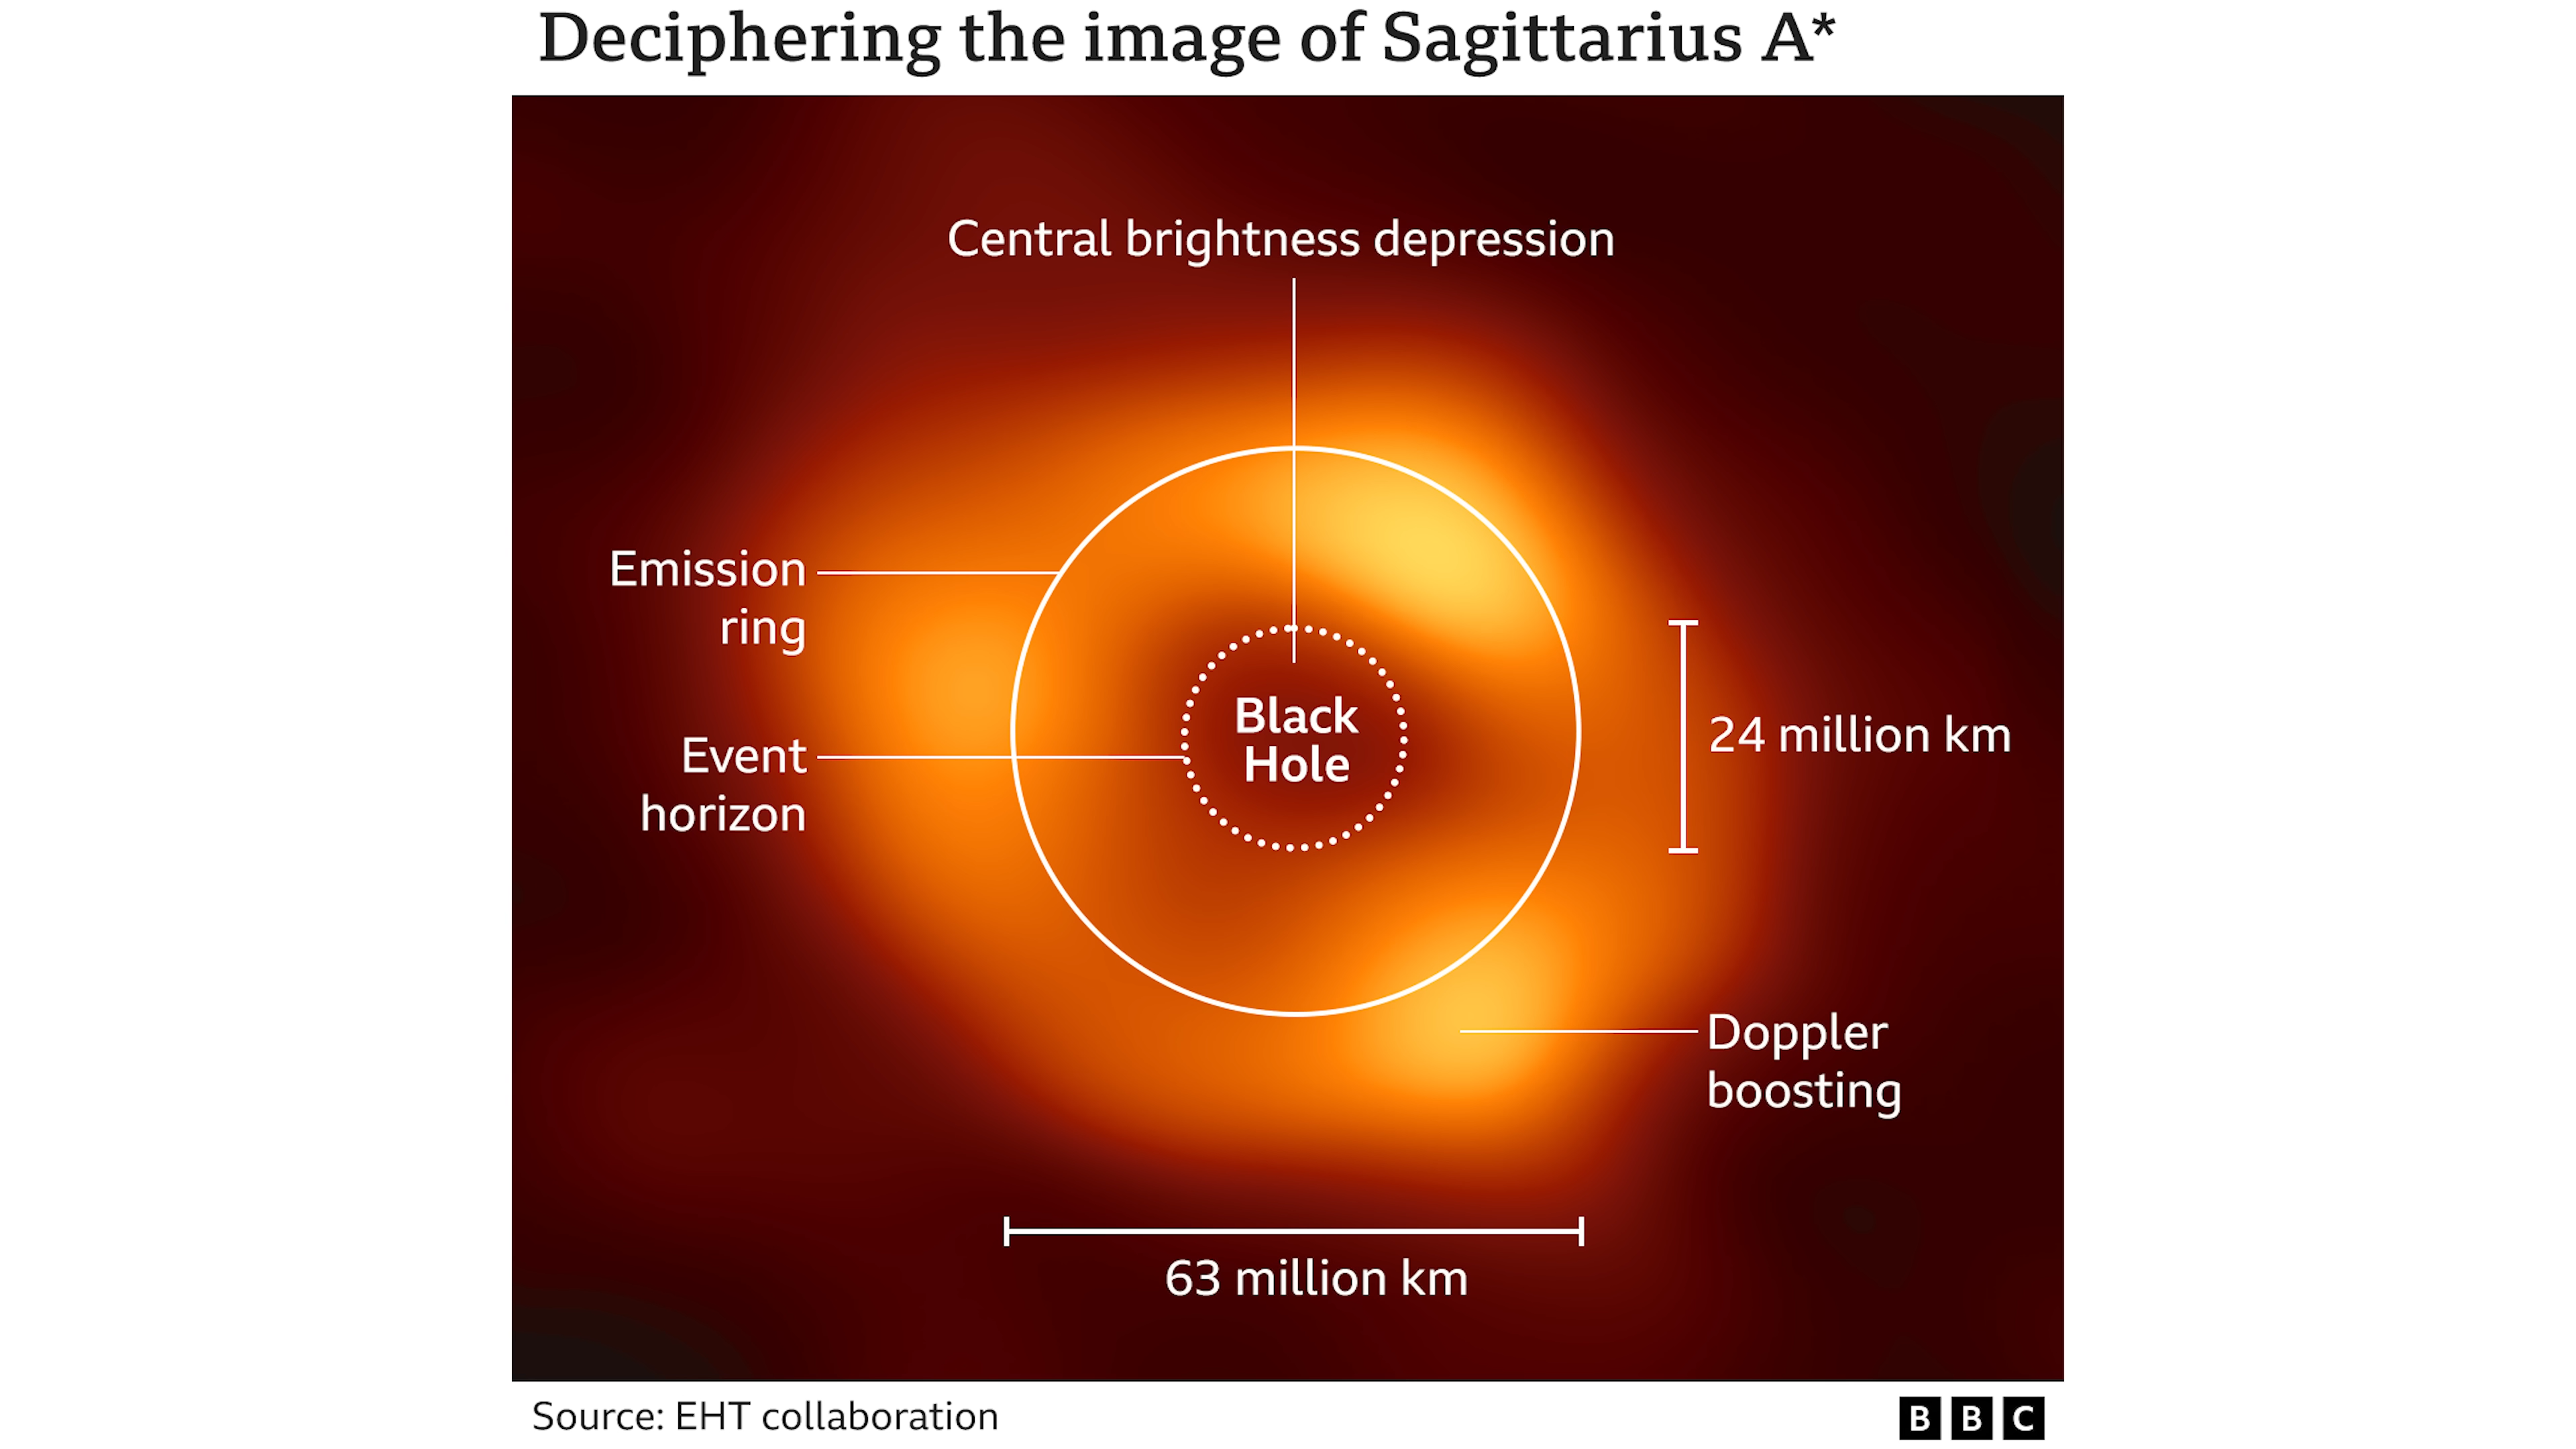 Deciphering the image of Sagittarius A*
Central brightness depression
Emission
ring
Black
Hole
24 million km
Event
horizon
Doppler
boosting
63 million km
Source: EHT collaboration
BBC